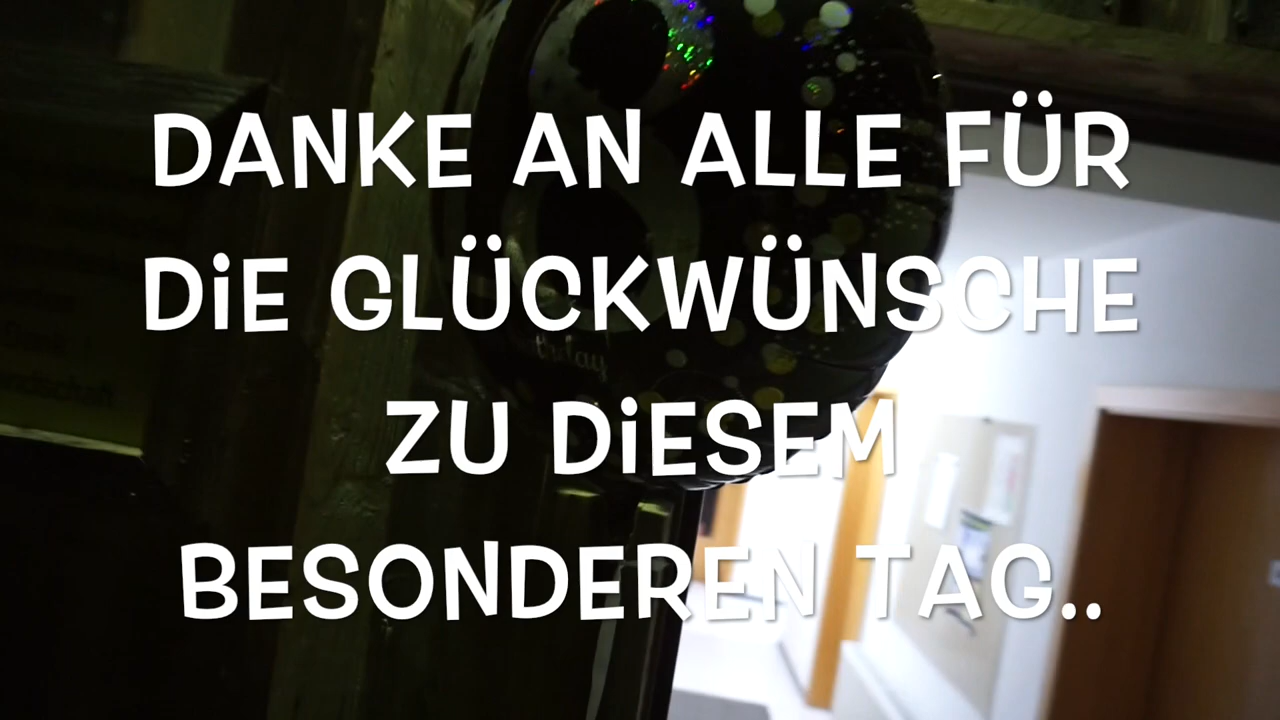 DANKE AN ALLE FÜR
DiE GLÜCKWÜNSCHE
ZU DiESEM
BESONDEREN TAG..